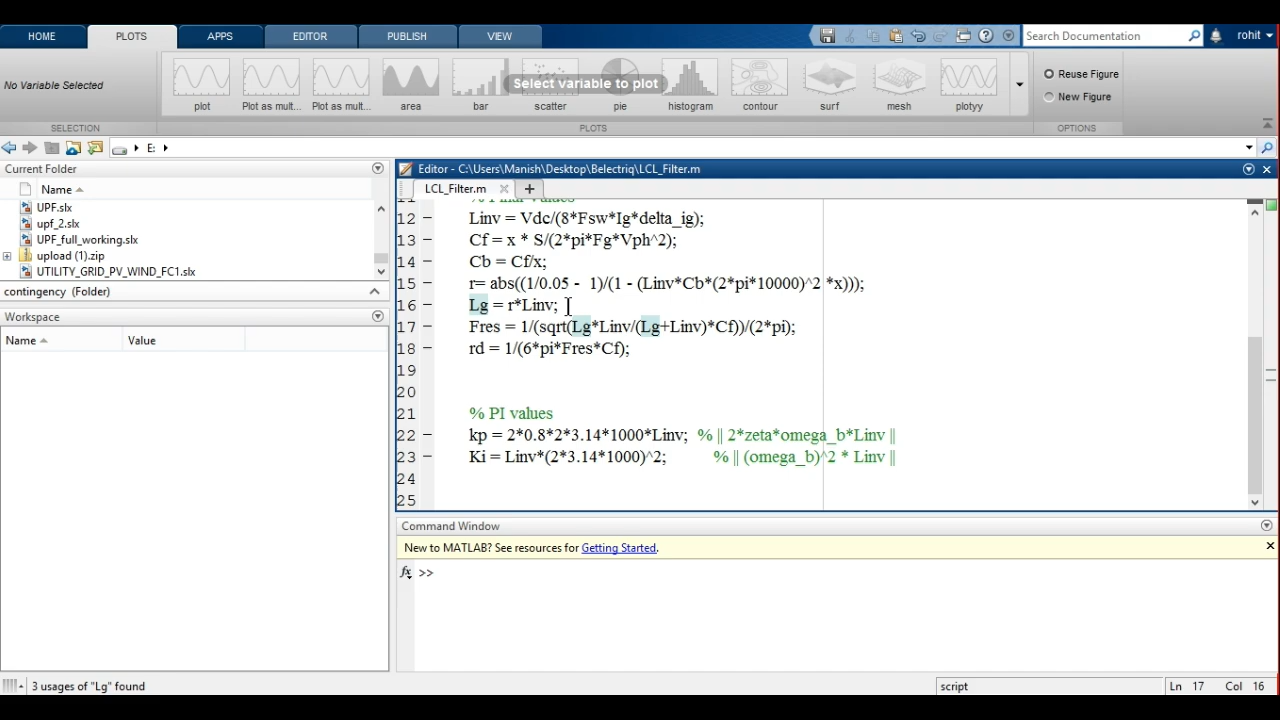 HOME PLOTS APPS EDITOR PUBLISH VIEW Search Documentation rohit
No Variable Selected
Select variable to plot
plot Plot as mult... Plot as mult... area bar scatter pie histogram contour surf mesh plotyy
Reuse Figure
New Figure
SELECTION PLOTS OPTIONS
E:
Current Folder
Name
UPF.slx
upf_2.slx
UPF_full_working.slx
upload (1).zip
UTILITY_GRID_PV_WIND_FC1.slx
contingency (Folder)
Workspace
Name Value
Editor - C:\Users\Manish\Desktop\Belectriq\LCL_Filter.m
LCL_Filter.m
12 Linv = Vdc/(8*Fsw*Ig*delta_ig);
13 Cf = x * S/(2*pi*Fg*Vph^2);
14 Cb = Cf/x;
15 r= abs((1/0.05 - 1)/(1 - (Linv*Cb*(2*pi*10000)^2 *x)));
16 Lg = r*Linv;
17 Fres = 1/(sqrt(Lg*Linv/(Lg+Linv)*Cf))/(2*pi);
18 rd = 1/(6*pi*Fres*Cf);
19
20
21 % PI values
22 kp = 2*0.8*2*3.14*1000*Linv; % || 2*zeta*omega_b*Linv ||
23 Ki = Linv*(2*3.14*1000)^2; % || (omega_b)^2 * Linv ||
24
25
Command Window
New to MATLAB? See resources for Getting Started.
fx >>
3 usages of "Lg" found
script Ln 17 Col 16